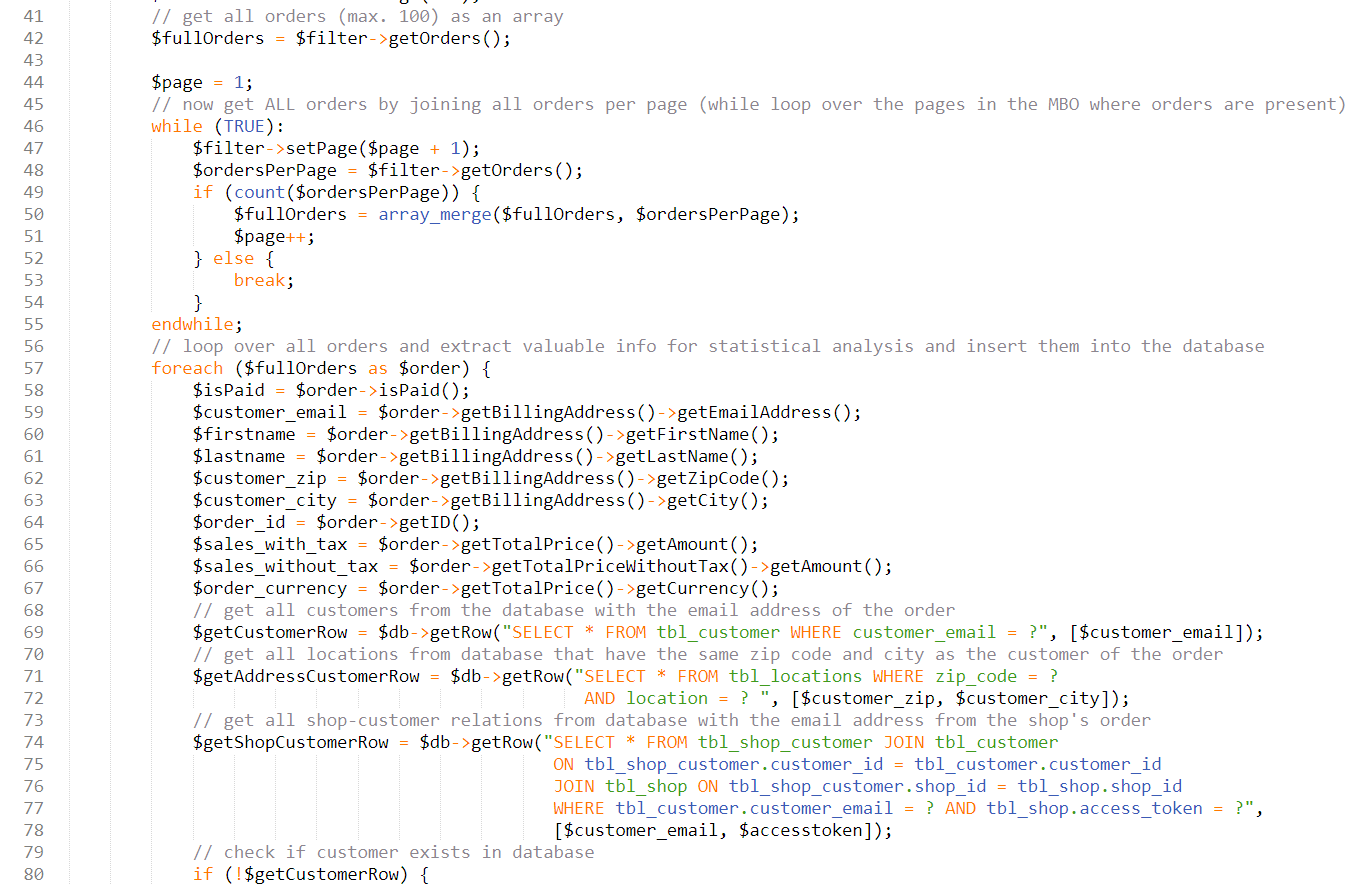 41 // get all orders (max. 100) as an array
42 $fullOrders = $filter->getOrders();
43
44 $page = 1;
45 // now get ALL orders by joining all orders per page (while loop over the pages in the MBO where orders are present)
46 while (TRUE):
47 $filter->setPage($page + 1);
48 $ordersPerPage = $filter->getOrders();
49 if (count($ordersPerPage)) {
50 $fullOrders = array_merge($fullOrders, $ordersPerPage);
51 $page++;
52 } else {
53 break;
54 }
55 endwhile;
56 // loop over all orders and extract valuable info for statistical analysis and insert them into the database
57 foreach ($fullOrders as $order) {
58 $isPaid = $order->isPaid();
59 $customer_email = $order->getBillingAddress()->getEmailAddress();
60 $firstname = $order->getBillingAddress()->getFirstName();
61 $lastname = $order->getBillingAddress()->getLastName();
62 $customer_zip = $order->getBillingAddress()->getZipCode();
63 $customer_city = $order->getBillingAddress()->getCity();
64 $order_id = $order->getID();
65 $sales_with_tax = $order->getTotalPrice()->getAmount();
66 $sales_without_tax = $order->getTotalPriceWithoutTax()->getAmount();
67 $order_currency = $order->getTotalPrice()->getCurrency();
68 // get all customers from the database with the email address of the order
69 $getCustomerRow = $db->getRow("SELECT * FROM tbl_customer WHERE customer_email = ?", [$customer_email]);
70 // get all locations from database that have the same zip code and city as the customer of the order
71 $getAddressCustomerRow = $db->getRow("SELECT * FROM tbl_locations WHERE zip_code = ?
72 AND location = ? ", [$customer_zip, $customer_city]);
73 // get all shop-customer relations from database with the email address from the shop's order
74 $getShopCustomerRow = $db->getRow("SELECT * FROM tbl_shop_customer JOIN tbl_customer
75 ON tbl_shop_customer.customer_id = tbl_customer.customer_id
76 JOIN tbl_shop ON tbl_shop_customer.shop_id = tbl_shop.shop_id
77 WHERE tbl_customer.customer_email = ? AND tbl_shop.access_token = ?",
78 [$customer_email, $accesstoken]);
79 // check if customer exists in database
80 if (!$getCustomerRow) {